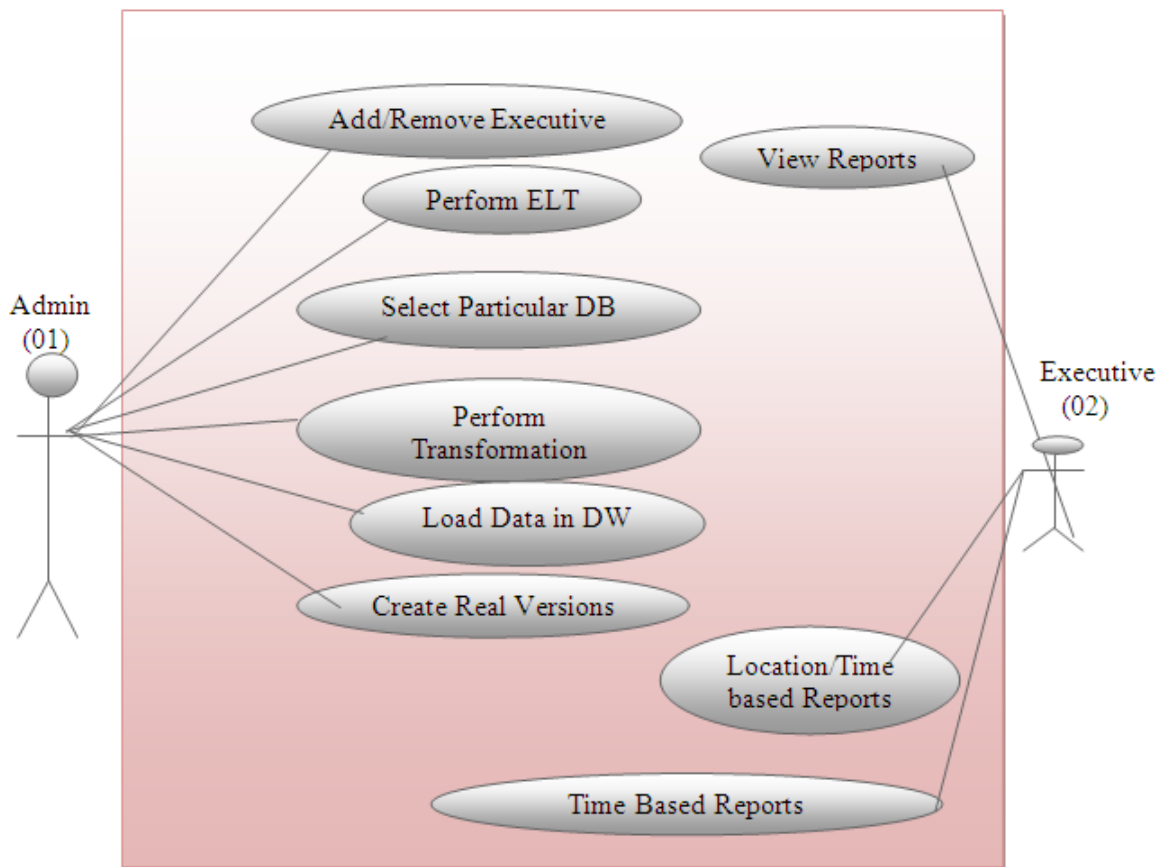 Add/Remove Executive
View Reports
Perform ELT
Select Particular DB
Admin
(01)
Executive
(02)
Perform
Transformation
Load Data in DW
Create Real Versions
Location/Time
based Reports
Time Based Reports